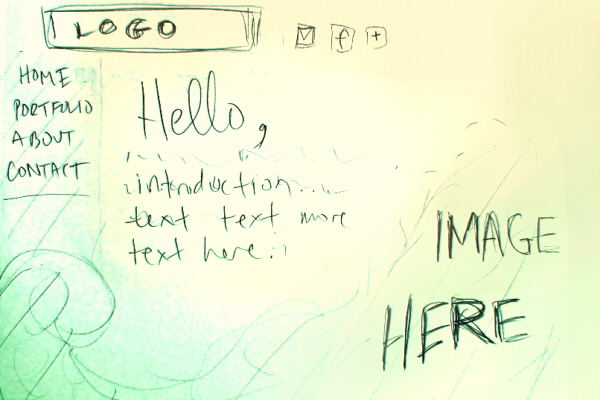 LOGO
f +
HOME
PORTFOLIO
ABOUT
CONTACT
Hello,
introduction...
text text more
text here..
IMAGE
HERE